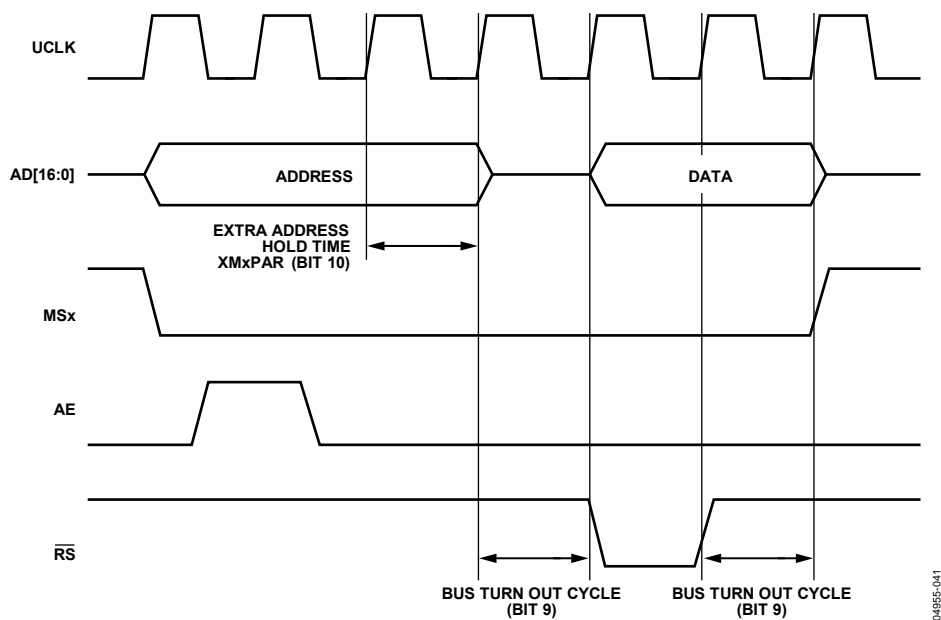 UCLK
AD[16:0]
ADDRESS
DATA
EXTRA ADDRESS
HOLD TIME
XMxPAR (BIT 10)
MSx
AE
RS
BUS TURN OUT CYCLE
(BIT 9)
BUS TURN OUT CYCLE
(BIT 9)
04955-041